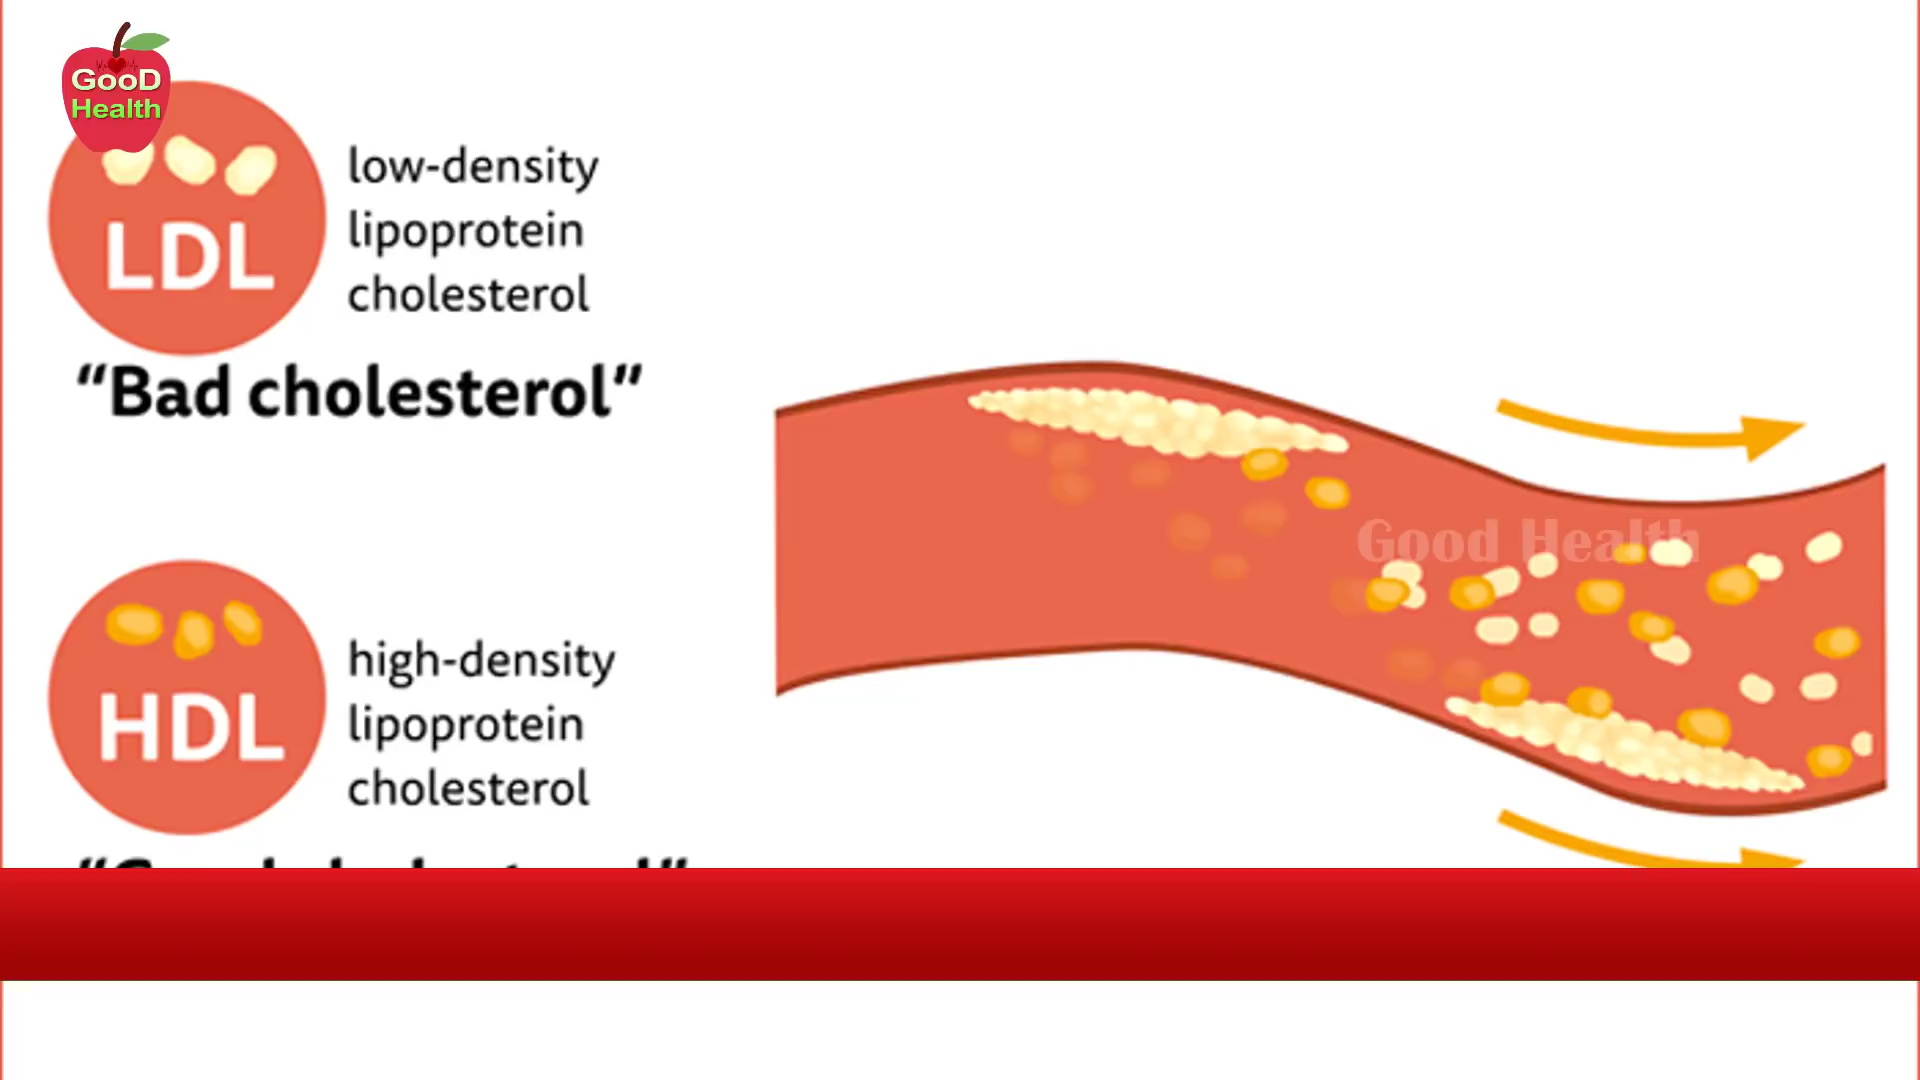 GooD
Health
LDL
low-density
lipoprotein
cholesterol
“Bad cholesterol”
Good Health
HDL
high-density
lipoprotein
cholesterol